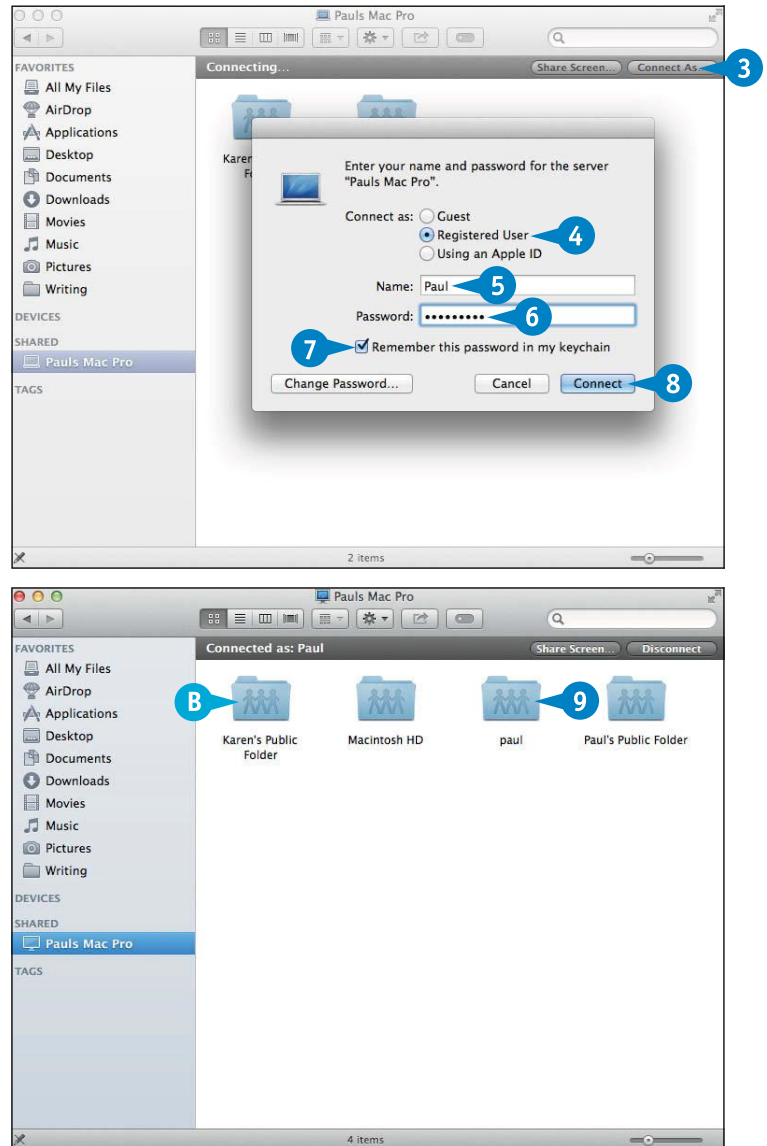 Pauls Mac Pro
FAVORITES
All My Files
AirDrop
Applications
Desktop
Documents
Downloads
Movies
Music
Pictures
Writing
DEVICES
SHARED
Pauls Mac Pro
TAGS
Connecting...
Share Screen...
Connect As...
3
Karen
F
Enter your name and password for the server
"Pauls Mac Pro".
Connect as: Guest
Registered User
4
Using an Apple ID
Name: Paul
5
Password: •••••••••
6
7
Remember this password in my keychain
Change Password...
Cancel
Connect
8
2 items
Pauls Mac Pro
FAVORITES
All My Files
AirDrop
Applications
Desktop
Documents
Downloads
Movies
Music
Pictures
Writing
DEVICES
SHARED
Pauls Mac Pro
TAGS
Connected as: Paul
Share Screen...
Disconnect
B
9
Karen's Public
Folder
Macintosh HD
paul
Paul's Public Folder
4 items